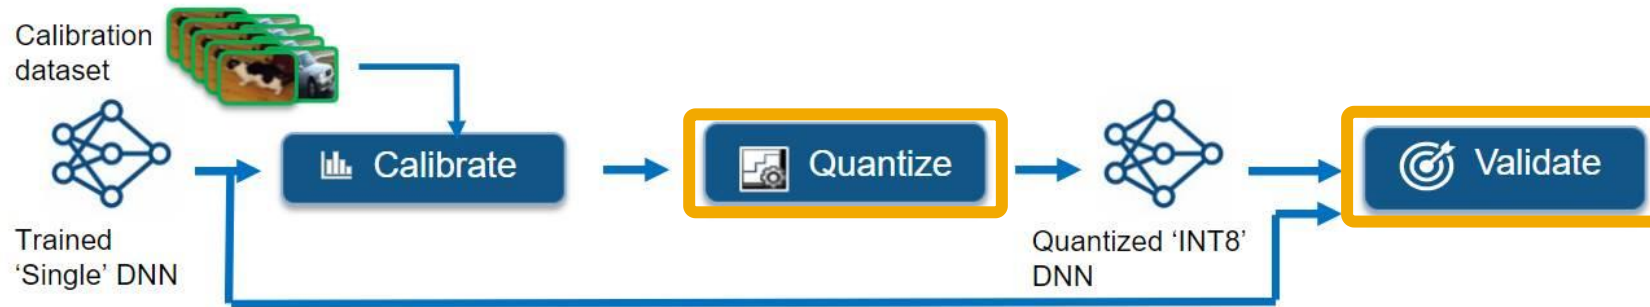 Calibration
dataset
Calibrate
Quantize
Validate
Trained
‘Single’ DNN
Quantized ‘INT8’
DNN